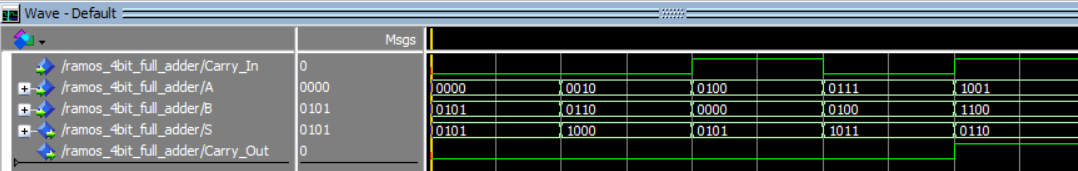 Wave - Default
Msgs
/ramos_4bit_full_adder/Carry_In 0
/ramos_4bit_full_adder/A 0000 0000 0010 0100 0111 1001
/ramos_4bit_full_adder/B 0101 0101 0110 0000 0100 1100
/ramos_4bit_full_adder/S 0101 0101 1000 0101 1011 0110
/ramos_4bit_full_adder/Carry_Out 0